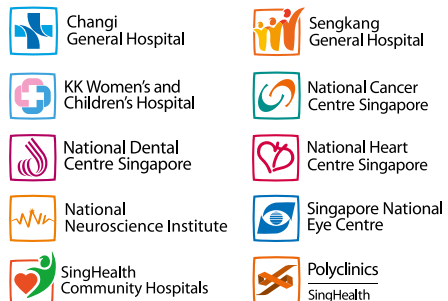 Changi
General Hospital
Sengkang
General Hospital
KK Women's and
Children's Hospital
National Cancer
Centre Singapore
National Dental
Centre Singapore
National Heart
Centre Singapore
National
Neuroscience Institute
Singapore National
Eye Centre
SingHealth
Community Hospitals
Polyclinics
SingHealth